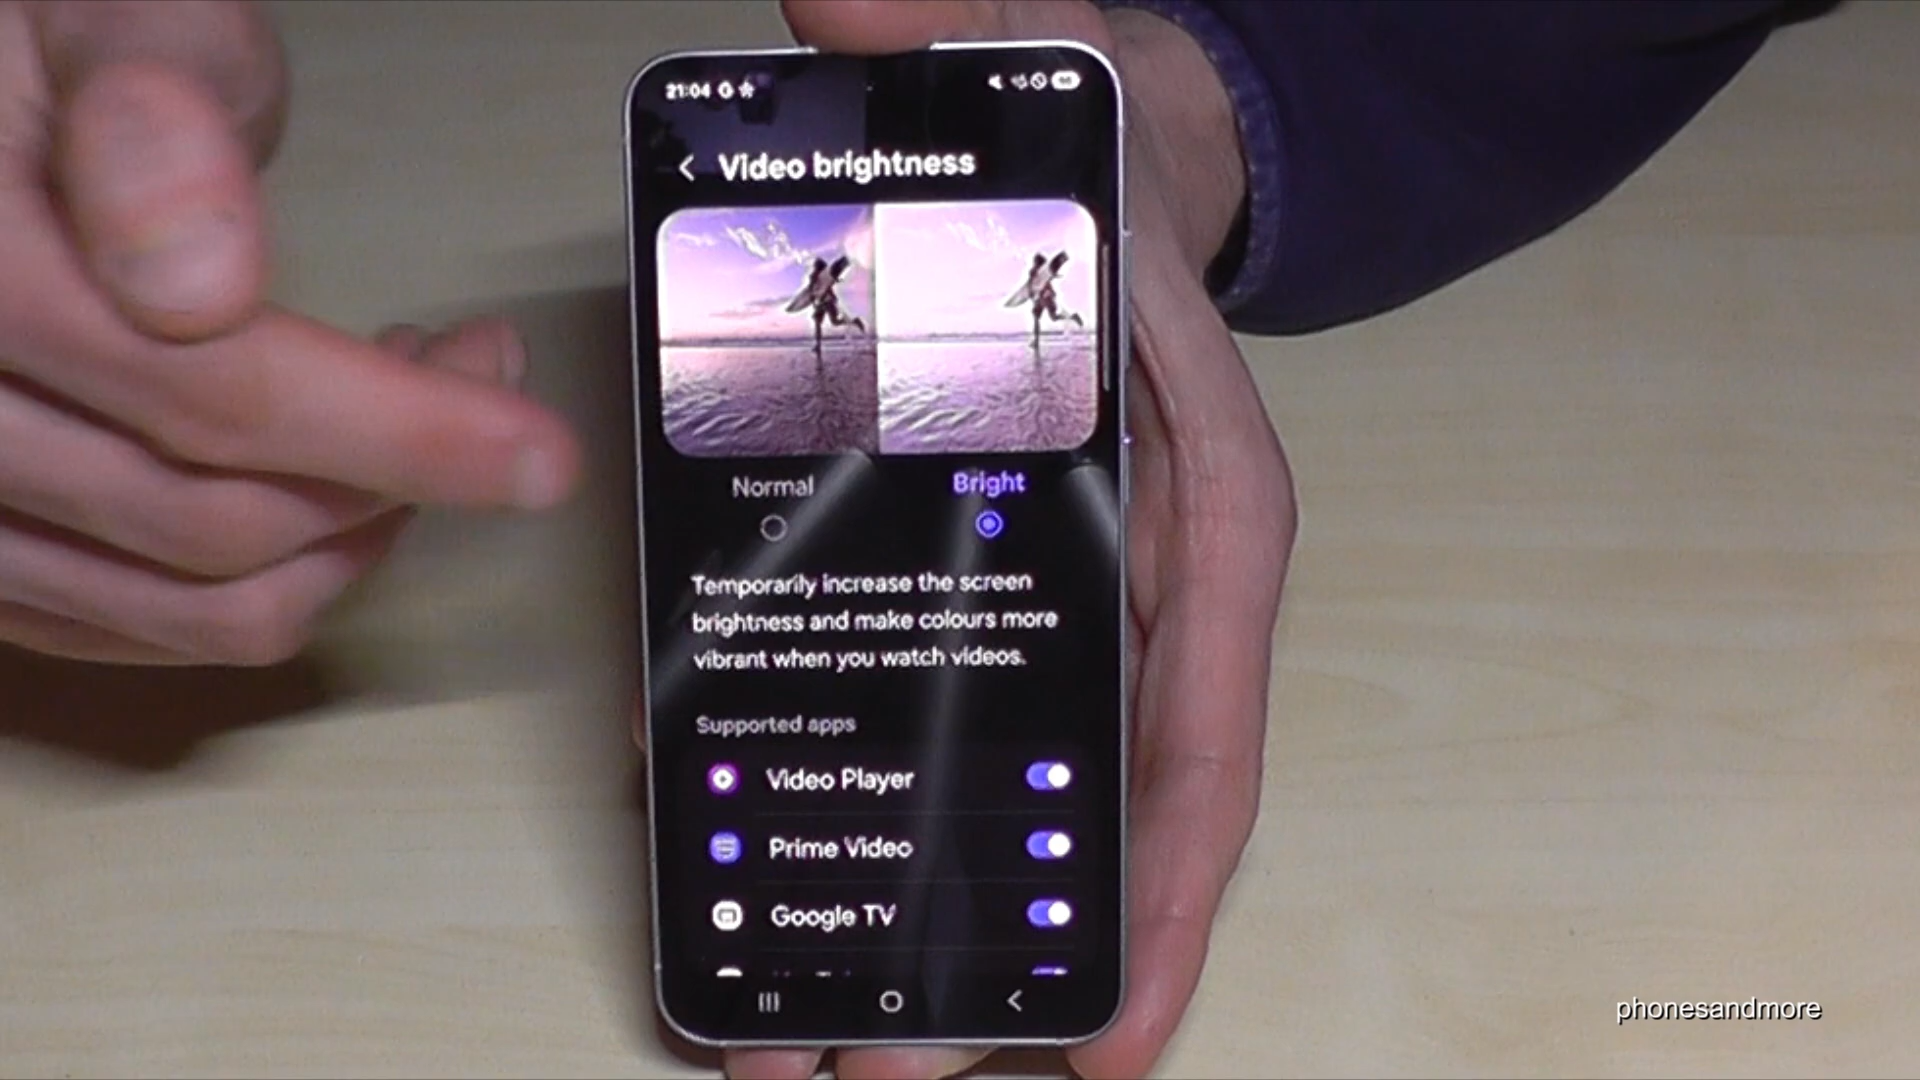 21:04
Video brightness
Normal
Bright
Temporarily increase the screen
brightness and make colours more
vibrant when you watch videos.
Supported apps
Video Player
Prime Video
Google TV
phonesandmore